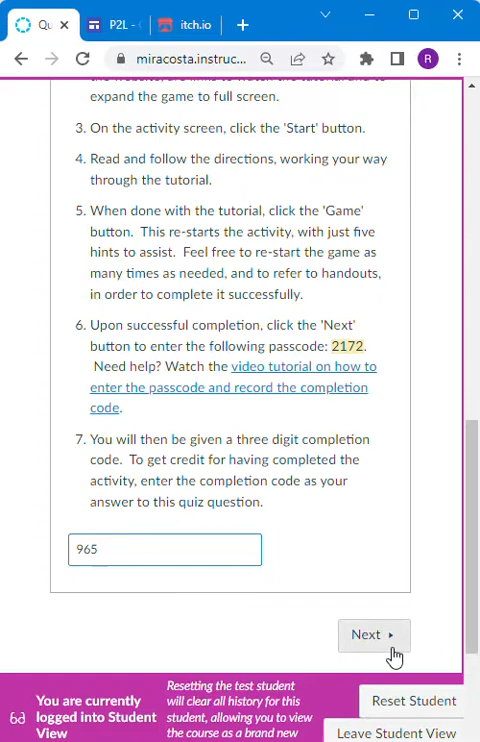 Qu
P2L -
itch.io
miracosta.instruc...
R
expand the game to full screen.
3. On the activity screen, click the 'Start' button.
4. Read and follow the directions, working your way
through the tutorial.
5. When done with the tutorial, click the 'Game'
button. This re-starts the activity, with just five
hints to assist. Feel free to re-start the game as
many times as needed, and to refer to handouts,
in order to complete it successfully.
6. Upon successful completion, click the 'Next'
button to enter the following passcode: 2172.
Need help? Watch the video tutorial on how to
enter the passcode and record the completion
code.
7. You will then be given a three digit completion
code. To get credit for having completed the
activity, enter the completion code as your
answer to this quiz question.
965
Next
You are currently
logged into Student
View
Resetting the test student
will clear all history for this
student, allowing you to view
the course as a brand new
Reset Student
Leave Student View